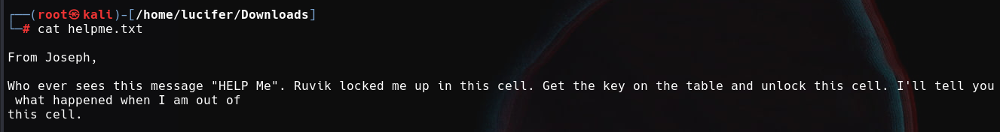 ┌──(root㉿kali)-[/home/lucifer/Downloads]
└─# cat helpme.txt
From Joseph,
Who ever sees this message "HELP Me". Ruvik locked me up in this cell. Get the key on the table and unlock this cell. I'll tell you
what happened when I am out of
this cell.